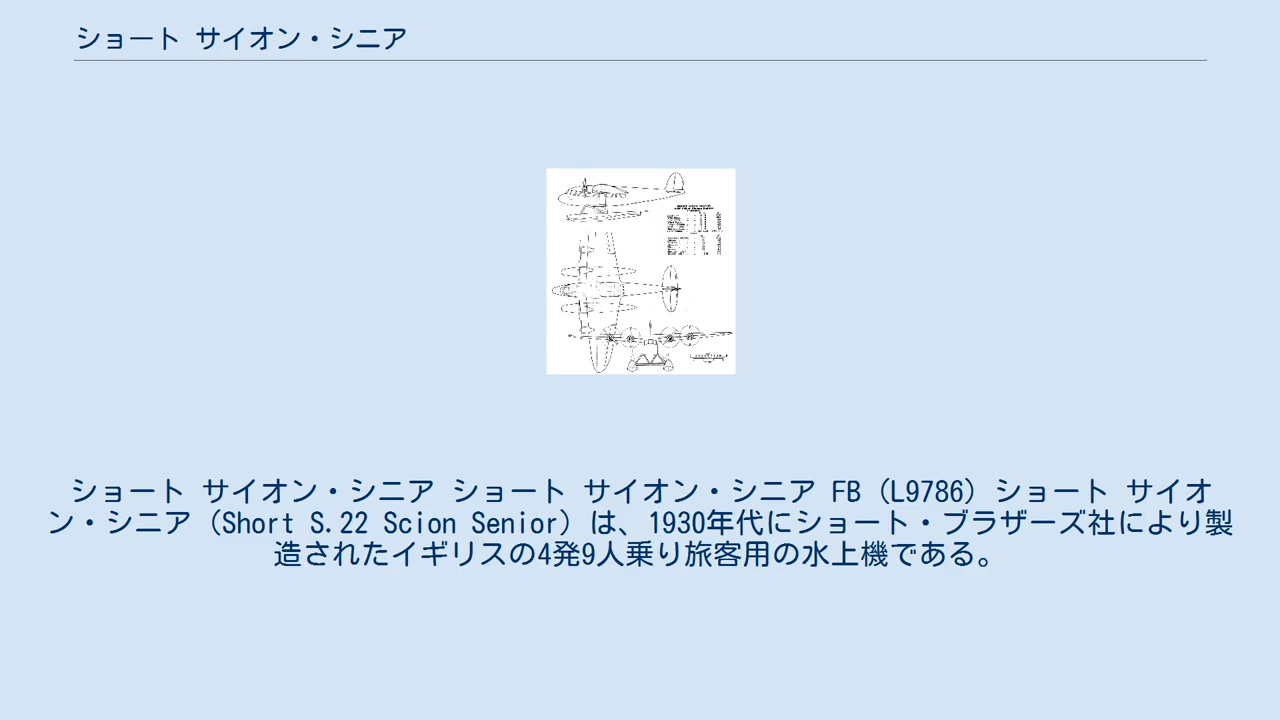 ショート サイオン・シニア
ショート サイオン・シニア ショート サイオン・シニア FB（L9786）ショート サイオ
ン・シニア（Short S.22 Scion Senior）は、1930年代にショート・ブラザーズ社により製
造されたイギリスの4発9人乗り旅客用の水上機である。